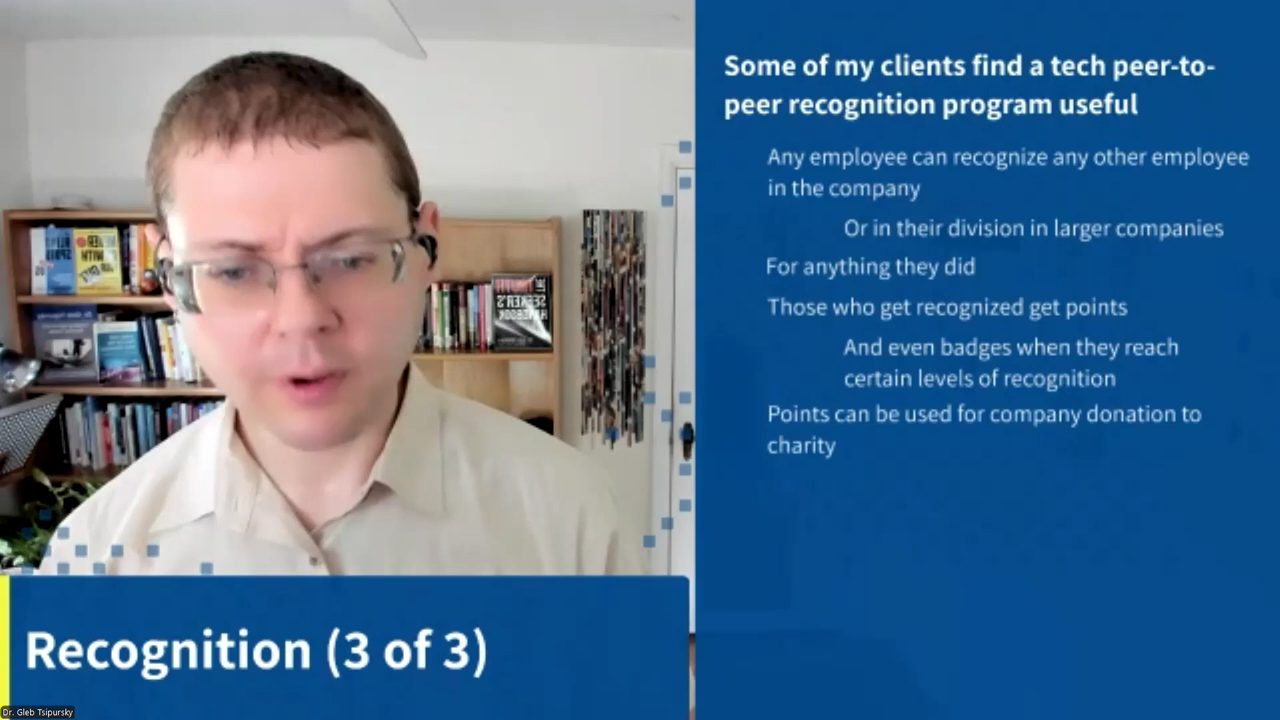 Some of my clients find a tech peer-to-
peer recognition program useful
Any employee can recognize any other employee
in the company
Or in their division in larger companies
For anything they did
Those who get recognized get points
And even badges when they reach
certain levels of recognition
Points can be used for company donation to
charity
SEEKER'S
HANDBOOK
Recognition (3 of 3)
Dr. Gleb Tsipursky